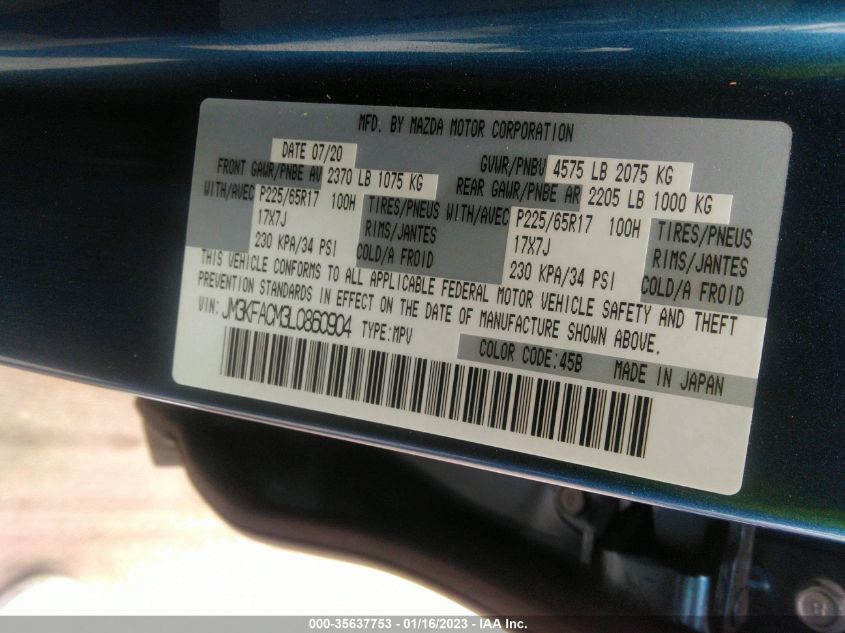 MFD. BY MAZDA MOTOR CORPORATION
DATE 07/20 GVWR/PNBV 4575 LB 2075 KG
FRONT GAWR/PNBE AV 2370 LB 1075 KG REAR GAWR/PNBE AR 2205 LB 1000 KG
WITH/AVEC P225/65R17 100H TIRES/PNEUS WITH/AVEC P225/65R17 100H TIRES/PNEUS
17X7J RIMS/JANTES 17X7J RIMS/JANTES
230 KPA/34 PSI COLD/A FROID 230 KPA/34 PSI COLD/A FROID
THIS VEHICLE CONFORMS TO ALL APPLICABLE FEDERAL MOTOR VEHICLE SAFETY AND THEFT
PREVENTION STANDARDS IN EFFECT ON THE DATE OF MANUFACTURE SHOWN ABOVE.
VIN: JM3KFACM3L0860904 TYPE:MPV
COLOR CODE:45B MADE IN JAPAN
000-35637753 - 01/16/2023 - IAA Inc.